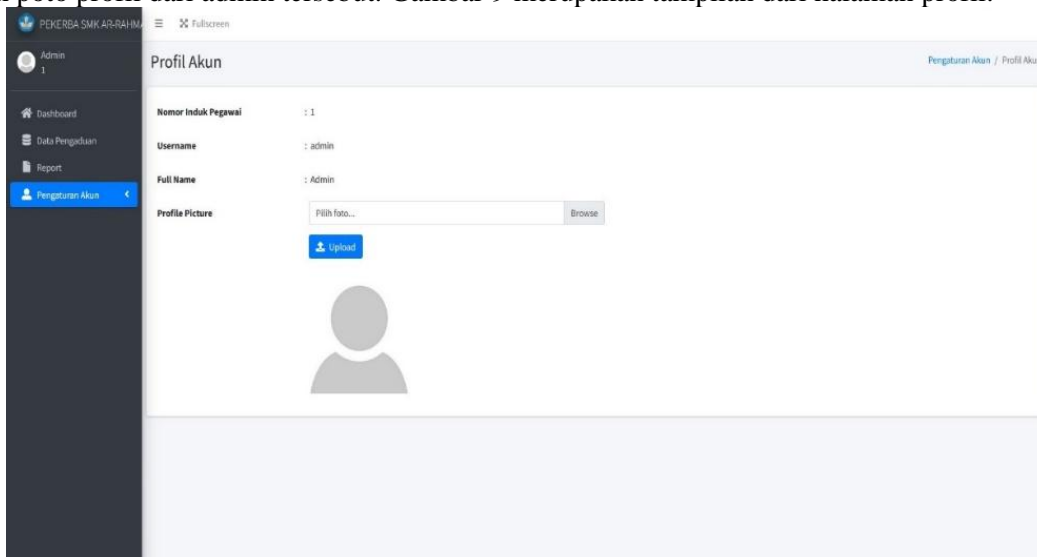 poto profil dari admin tersebut. Gambar 9 merupakan tampilan dari halaman profil.
PEKERBA SMK AR-RAHMA
Fullscreen
Admin
1
Profil Akun
Pengaturan Akun / Profil Aku
Dashboard
Data Pengaduan
Report
Pengaturan Akun
Nomor Induk Pegawai : 1
Username : admin
Full Name : Admin
Profile Picture
Pilih foto... Browse
Upload